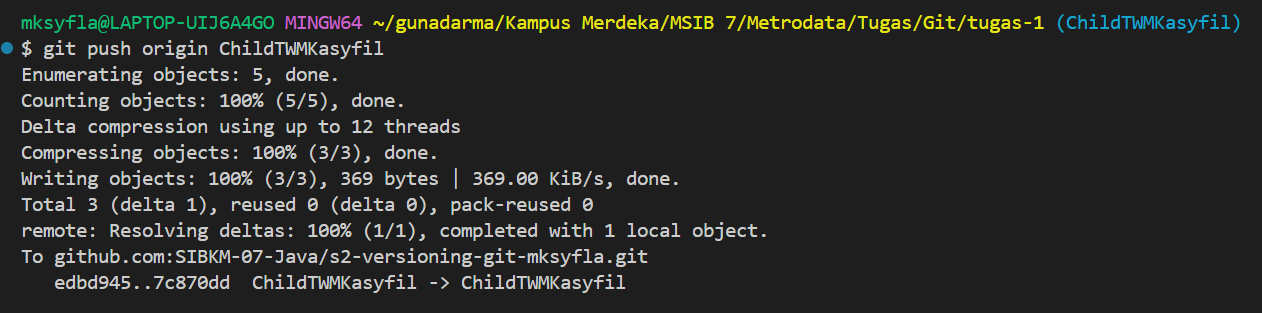 mksyfla@LAPTOP-UIJ6A4GO MINGW64 ~/gunadarma/Kampus Merdeka/MSIB 7/Metrodata/Tugas/Git/tugas-1 (ChildTWMKasyfil)
$ git push origin ChildTWMKasyfil
Enumerating objects: 5, done.
Counting objects: 100% (5/5), done.
Delta compression using up to 12 threads
Compressing objects: 100% (3/3), done.
Writing objects: 100% (3/3), 369 bytes | 369.00 KiB/s, done.
Total 3 (delta 1), reused 0 (delta 0), pack-reused 0
remote: Resolving deltas: 100% (1/1), completed with 1 local object.
To github.com:SIBKM-07-Java/s2-versioning-git-mksyfla.git
   edbd945..7c870dd  ChildTWMKasyfil -> ChildTWMKasyfil